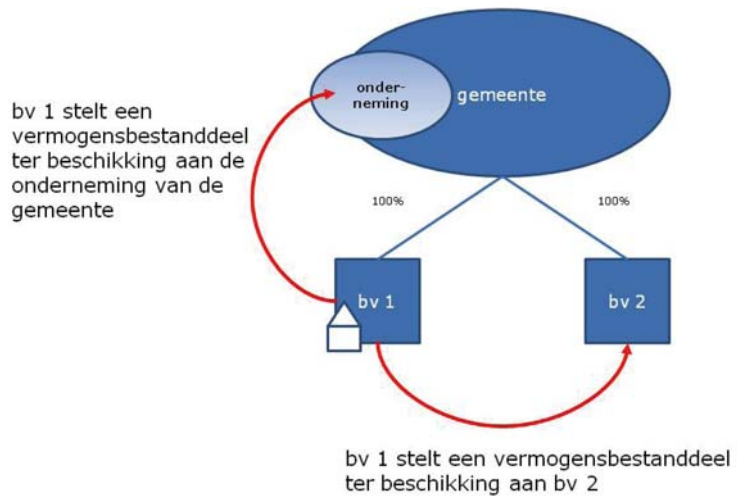 onder-
neming
gemeente
bv 1 stelt een
vermogensbestanddeel
ter beschikking aan de
onderneming van de
gemeente
100%
100%
bv 1
bv 2
bv 1 stelt een vermogensbestanddeel
ter beschikking aan bv 2